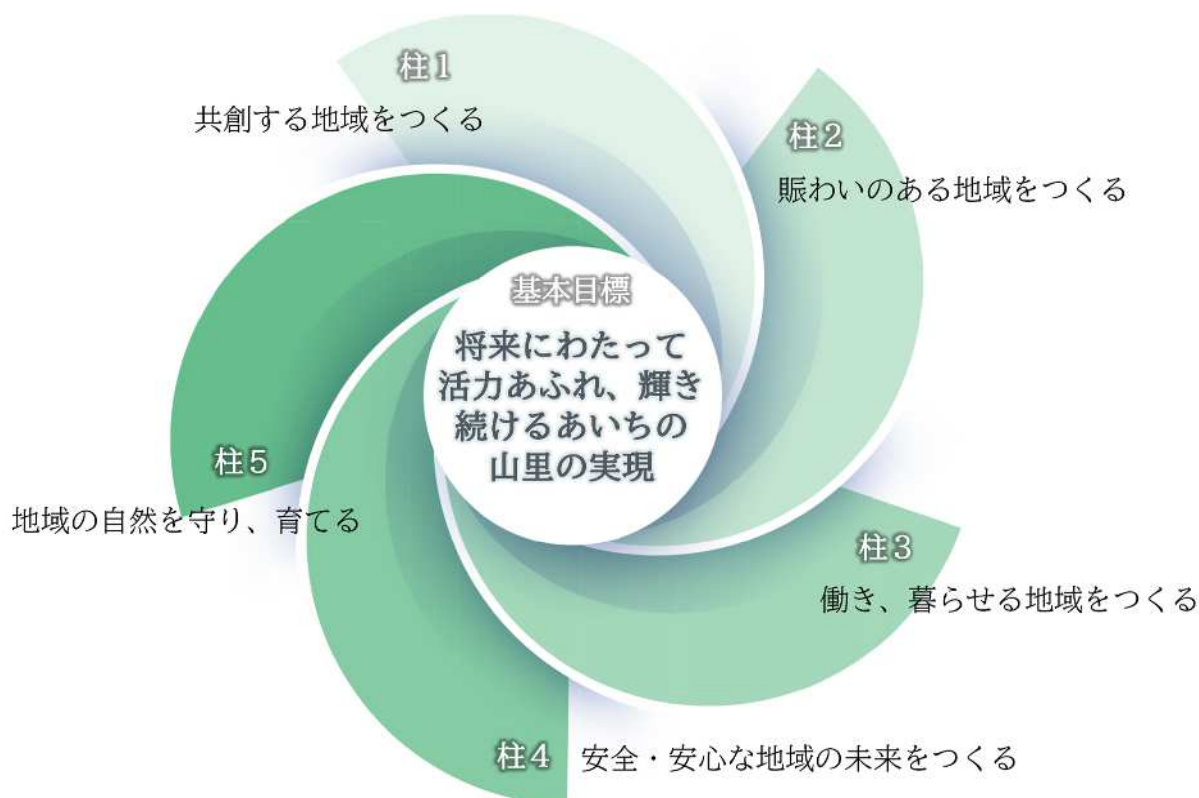 柱1
共創する地域をつくる
柱2
賑わいのある地域をつくる
基本目標
将来にわたって
活力あふれ、輝き
続けるあいちの
山里の実現
柱3
働き、暮らせる地域をつくる
柱4
安全・安心な地域の未来をつくる
柱5
地域の自然を守り、育てる